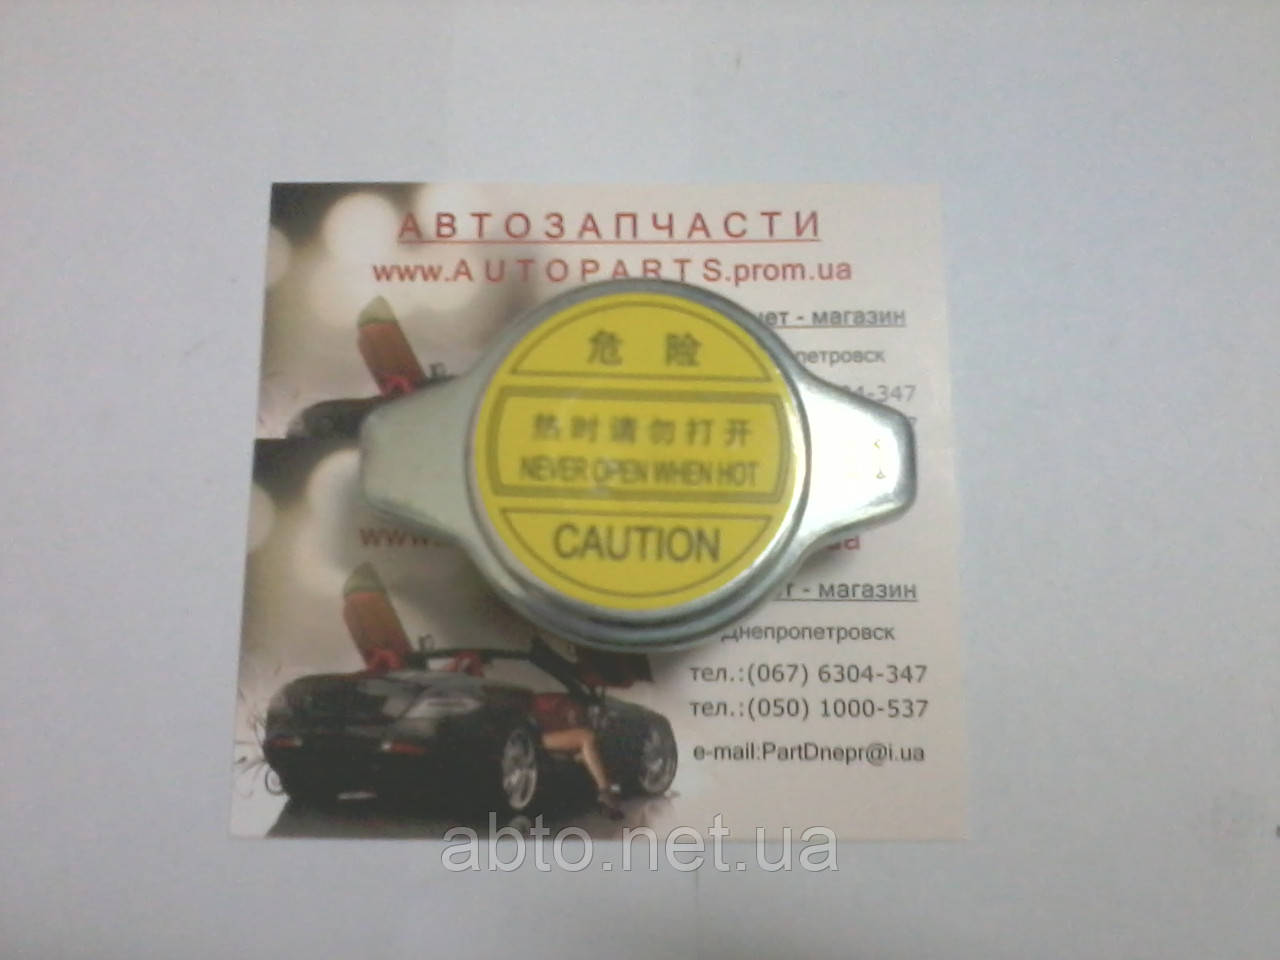 АВТОЗАПЧАСТИ
www.AUTOPARTS.prom.ua
- магазин
危险
热时请勿打开
NEVER OPEN WHEN HOT
CAUTION
- магазин
Днепропетровск
тел.:(067) 6304-347
тел.:(050) 1000-537
e-mail:PartDnepr@i.ua
abto.net.ua